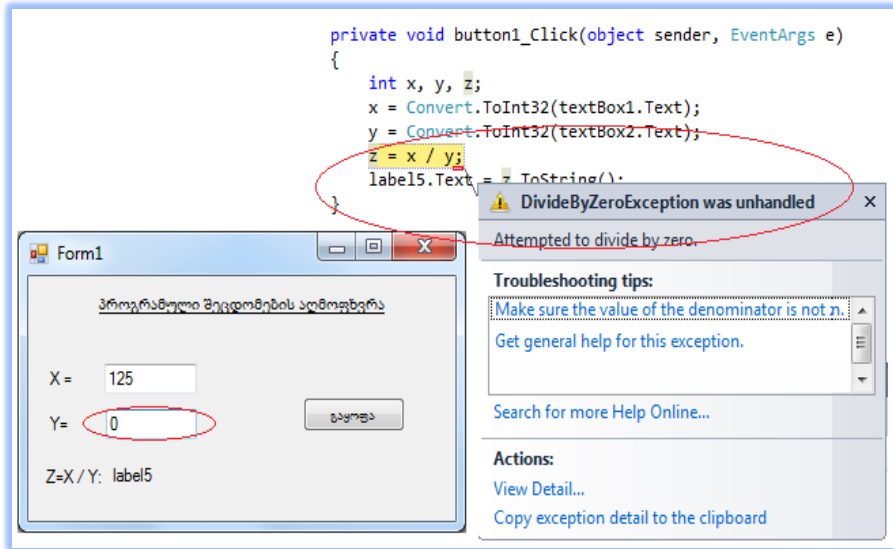 private void button1_Click(object sender, EventArgs e)
{
int x, y, z;
x = Convert.ToInt32(textBox1.Text);
y = Convert.ToInt32(textBox2.Text);
z = x / y;
label5.Text = z.ToString();
}
DivideByZeroException was unhandled
Attempted to divide by zero.
Troubleshooting tips:
Make sure the value of the denominator is not ก.
Get general help for this exception.
Search for more Help Online...
Actions:
View Detail...
Copy exception detail to the clipboard
Form1
პროგრამული შეცდომების აღმოფხვრა
X = 125
Y= 0
გაყოფა
Z=X / Y: label5